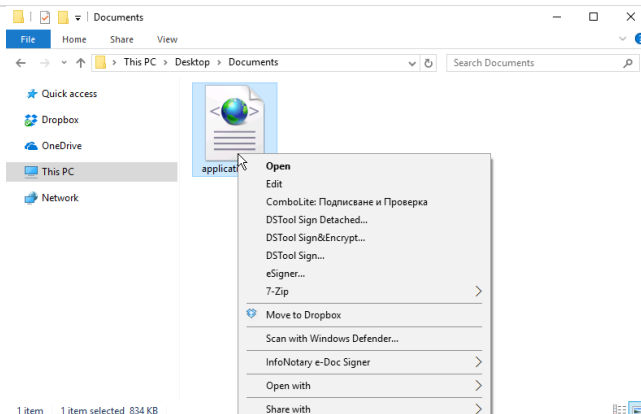 Documents
File Home Share View
This PC Desktop Documents Search Documents
Quick access
Dropbox
OneDrive
This PC
Network
Open
Edit
ComboLite: Подписване и Проверка
DSTool Sign Detached...
DSTool Sign&Encrypt...
DSTool Sign...
eSigner...
7-Zip
Move to Dropbox
Scan with Windows Defender...
InfoNotary e-Doc Signer
Open with
Share with
1 item 1 item selected 834 KB